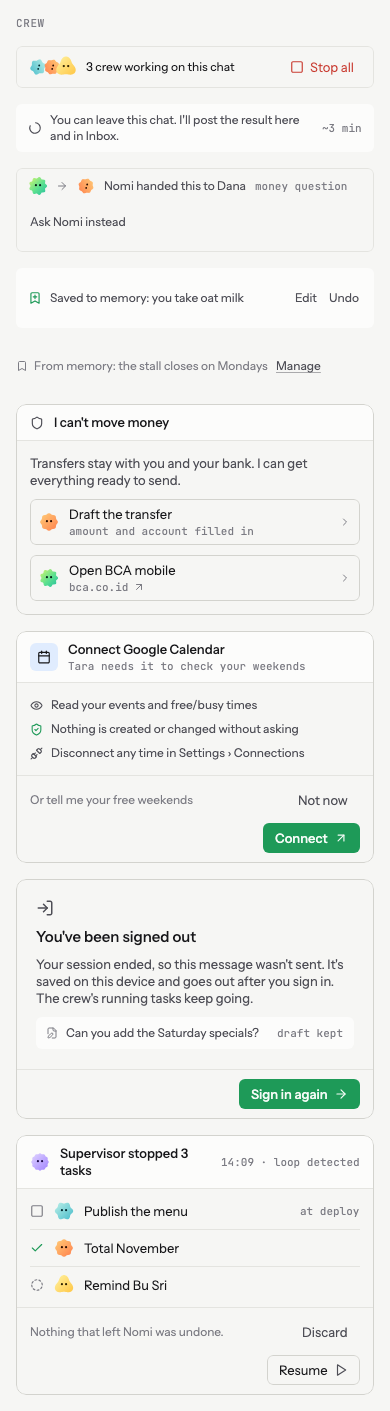 CREW
3 crew working on this chat
Stop all
You can leave this chat. I'll post the result here
and in Inbox.
~3 min
Nomi handed this to Dana money question
Ask Nomi instead
Saved to memory: you take oat milk
Edit Undo
From memory: the stall closes on Mondays Manage
I can't move money
Transfers stay with you and your bank. I can get
everything ready to send.
Draft the transfer
amount and account filled in
Open BCA mobile
bca.co.id ↗
Connect Google Calendar
Tara needs it to check your weekends
Read your events and free/busy times
Nothing is created or changed without asking
Disconnect any time in Settings › Connections
Or tell me your free weekends
Not now
Connect ↗
You've been signed out
Your session ended, so this message wasn't sent. It's
saved on this device and goes out after you sign in.
The crew's running tasks keep going.
Can you add the Saturday specials? draft kept
Sign in again →
Supervisor stopped 3
tasks
14:09 · loop detected
Publish the menu at deploy
Total November
Remind Bu Sri
Nothing that left Nomi was undone.
Discard
Resume